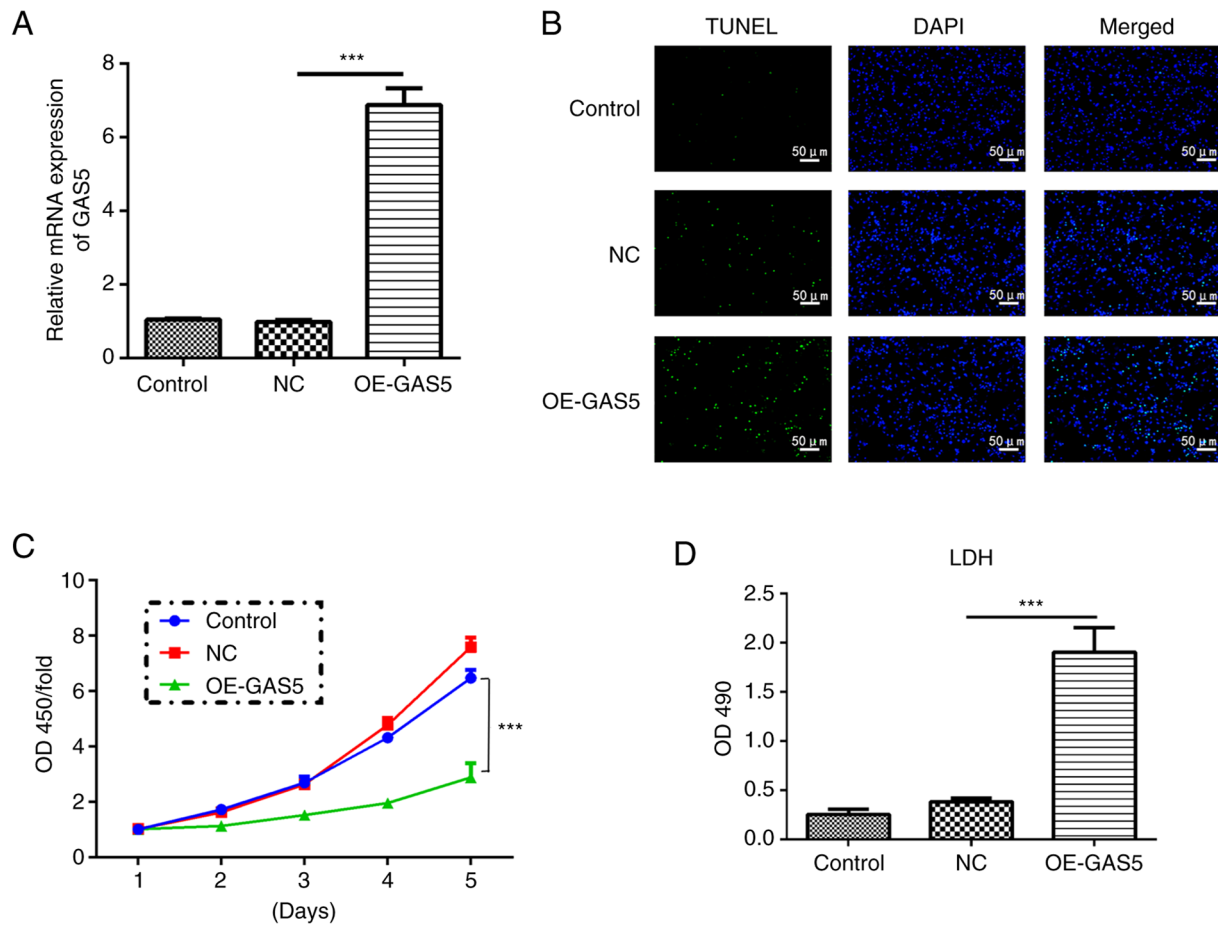 A
Relative mRNA expression
of GAS5
8
6
4
2
0
***
Control
NC
OE-GAS5
B
TUNEL
DAPI
Merged
Control
50 μm
50 μm
50 μm
NC
50 μm
50 μm
50 μm
OE-GAS5
50 μm
50 μm
50 μm
C
OD 450/fold
10
8
6
4
2
0
Control
NC
OE-GAS5
***
1
2
3
4
5
(Days)
D
LDH
OD 490
2.5
2.0
1.5
1.0
0.5
0.0
***
Control
NC
OE-GAS5